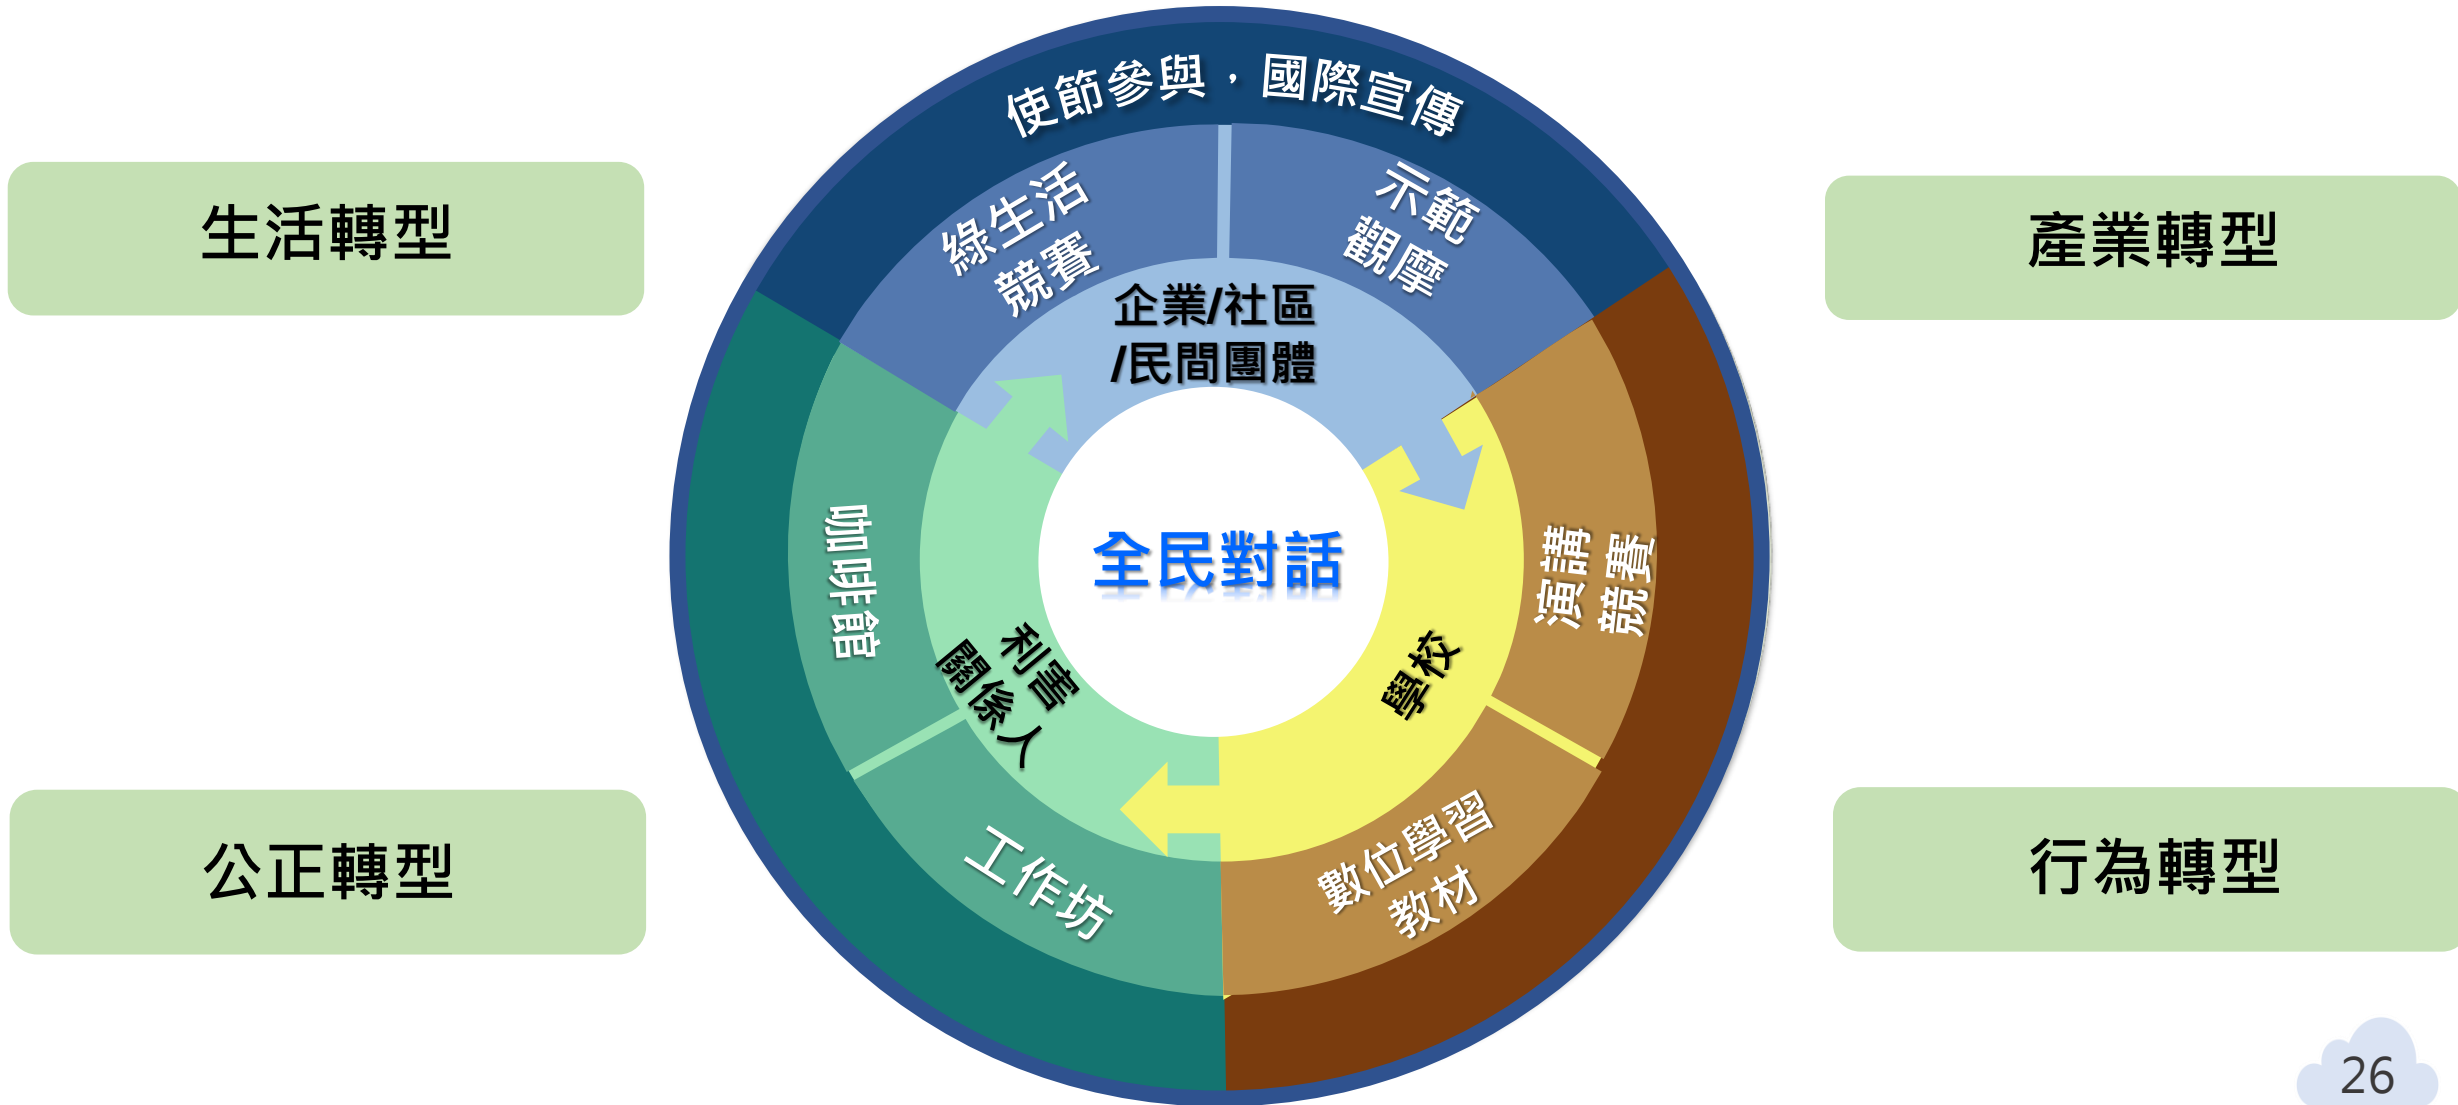 使節參與，國際宣傳
生活轉型
產業轉型
綠生活
競賽
示範
觀摩
企業/社區
/民間團體
全民對話
咖啡館
演講
競賽
利害
關係人
學校
工作坊
數位學習
教材
公正轉型
行為轉型
26